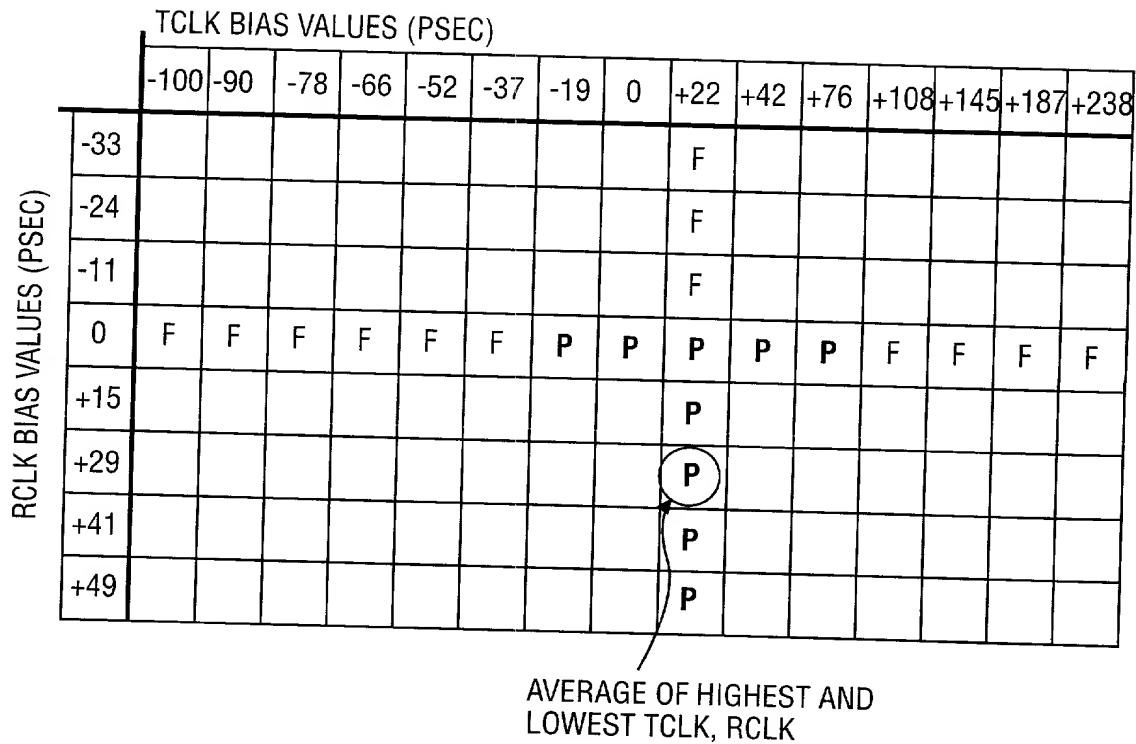 TCLK BIAS VALUES (PSEC)
-100 -90 -78 -66 -52 -37 -19 0 +22 +42 +76 +108 +145 +187 +238
RCLK BIAS VALUES (PSEC)
-33 F
-24 F
-11 F
0 F F F F F F P P P P P F F F F
+15 P
+29 P
+41 P
+49 P
AVERAGE OF HIGHEST AND
LOWEST TCLK, RCLK